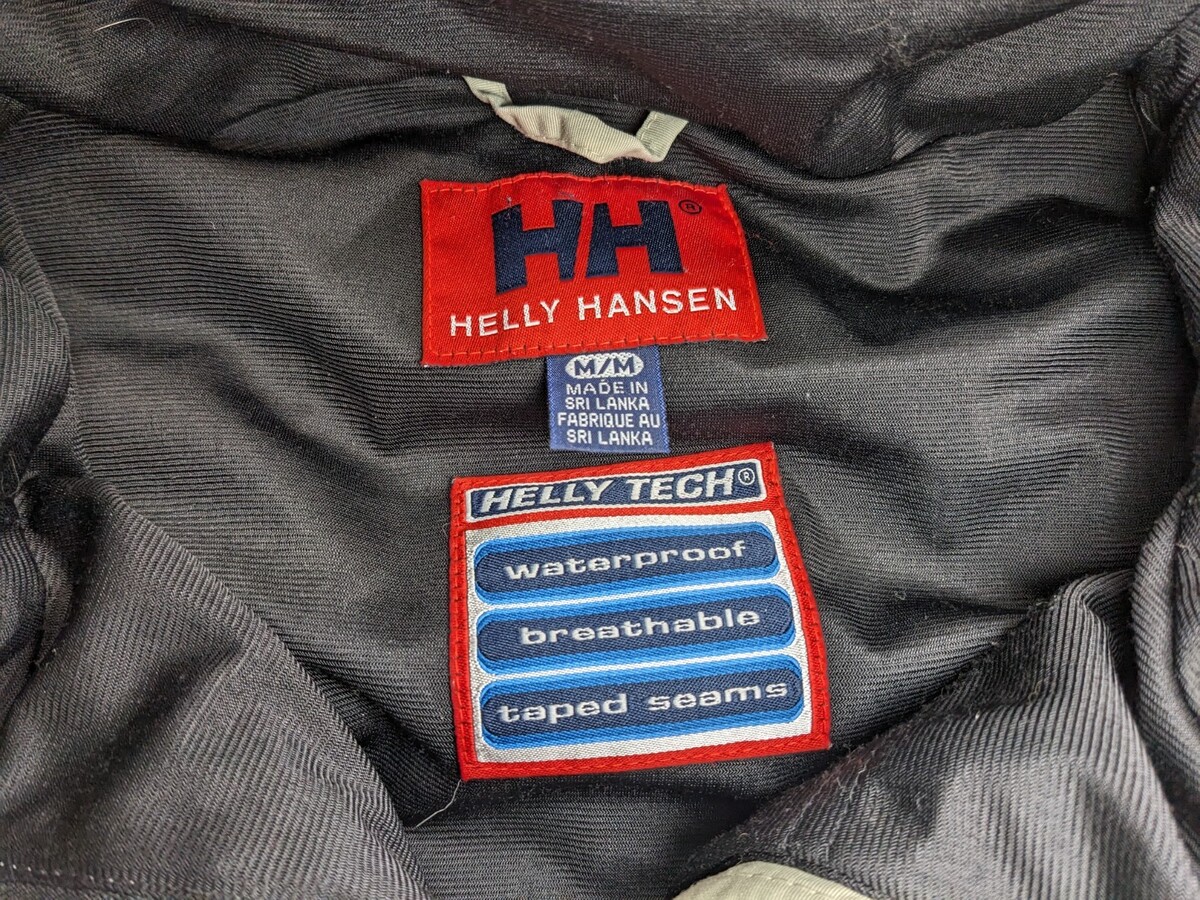 HH®
HELLY HANSEN
M/M
MADE IN
SRI LANKA
FABRIQUE AU
SRI LANKA
HELLY TECH®
waterproof
breathable
taped seams